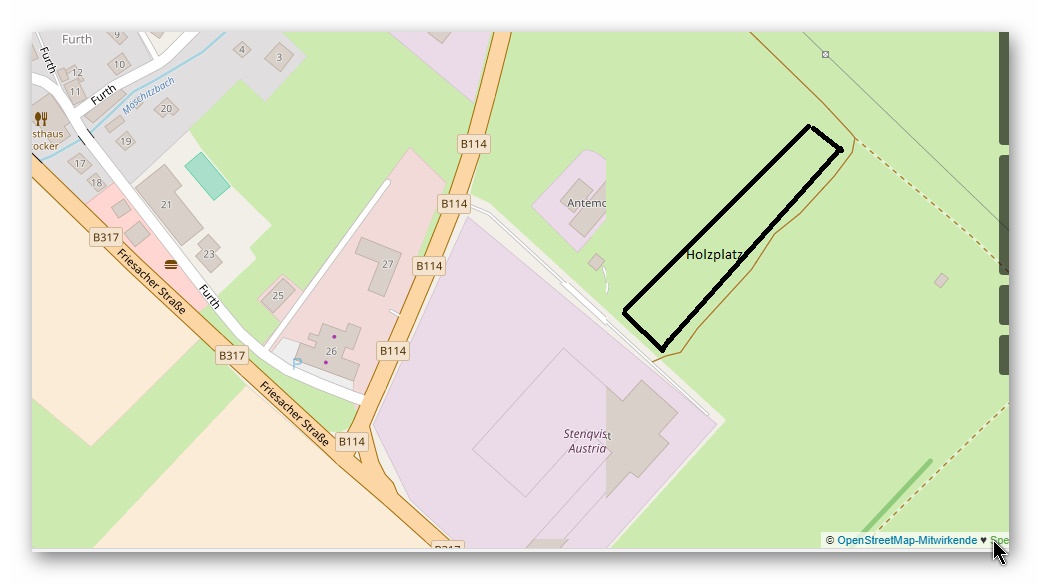 Furth
9
Furth
12
11
10
4
3
Furth
Moschitzbach
20
sthaus
ocker
19
17
18
21
B317
23
Friesacher Straße
Furth
25
27
26
P
B114
B114
B114
B114
B114
B317
Friesacher Straße
B317
Antemo
Holzplatz
Stenqvist
Austria
© OpenStreetMap-Mitwirkende ♥ Spe